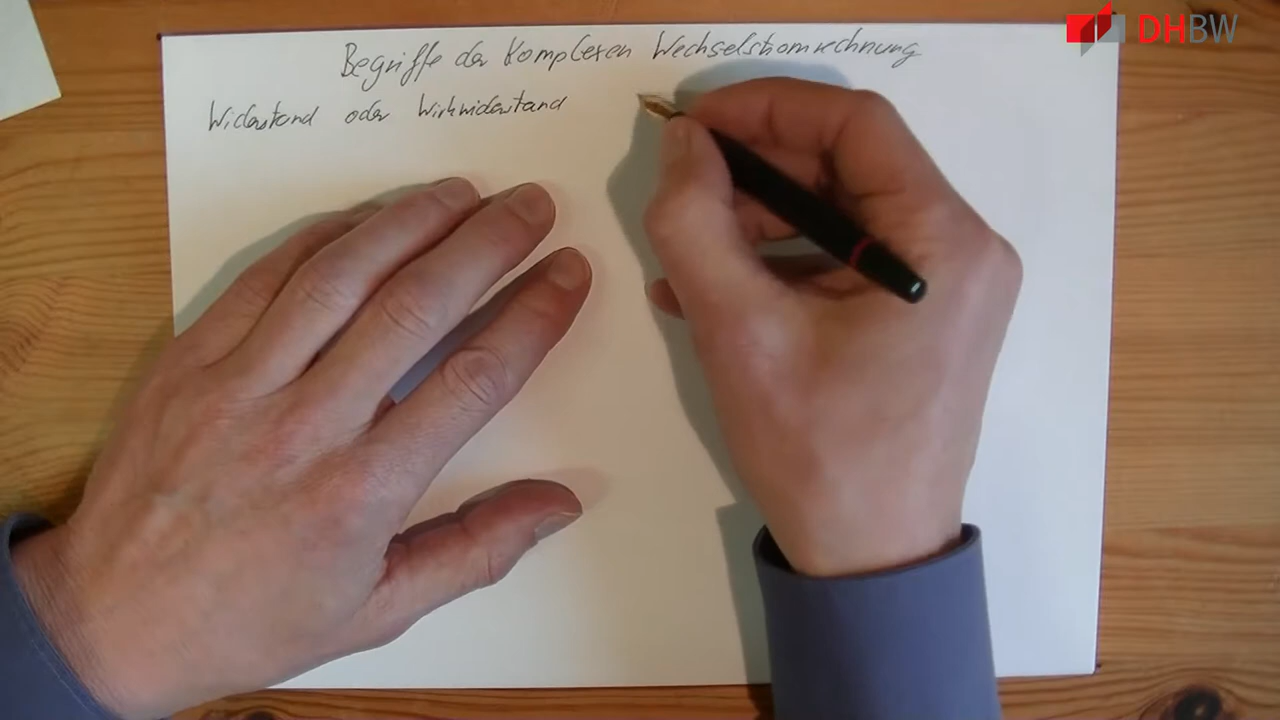 DHBW
Begriffe der Komplexen Wechselstromrechnung
Widerstand oder Wirkwiderstand